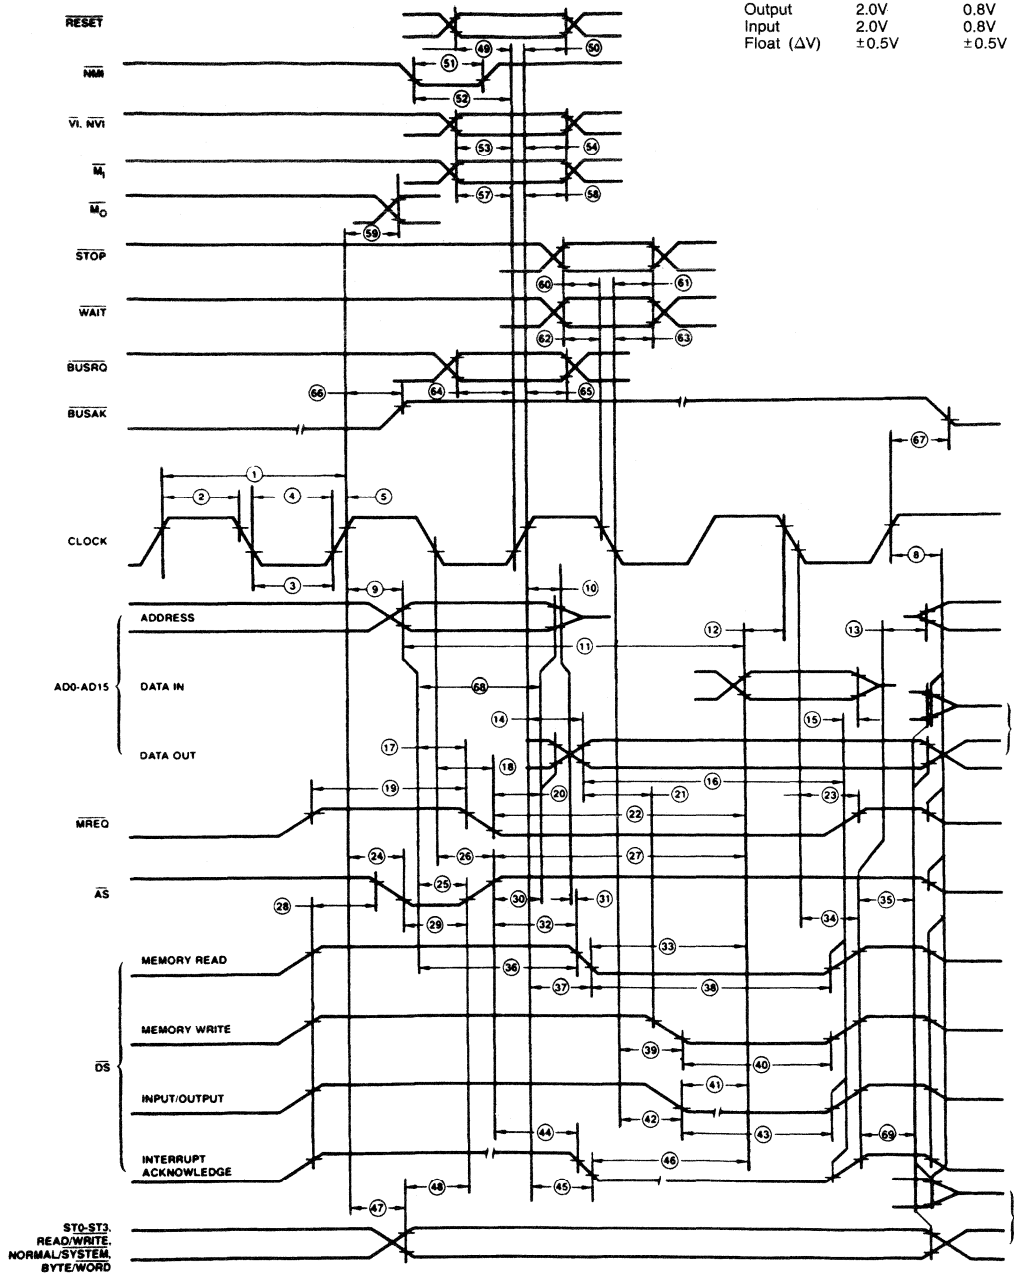 Output 2.0V 0.8V
Input 2.0V 0.8V
Float (ΔV) ±0.5V ±0.5V
RESET
49 50
51
NMI
52
VI. NVI
53 54
MI
57 58
MO
59
STOP
60 61
WAIT
62 63
BUSRQ
66 64 65
BUSAK
67
1
2 4 5
CLOCK
8
3 9 10
ADDRESS
12 13
11
AD0-AD15
DATA IN
68
14 15
17
DATA OUT
18 16
19 20 21 23
22
MREQ
24 26 27
25
AS
28 30 31 35
29 32 34
33
MEMORY READ
36
37 38
MEMORY WRITE
39 40
DS
41
INPUT/OUTPUT
42 43
44 69
INTERRUPT
ACKNOWLEDGE
46
48 45
47
ST0-ST3,
READ/WRITE,
NORMAL/SYSTEM,
BYTE/WORD